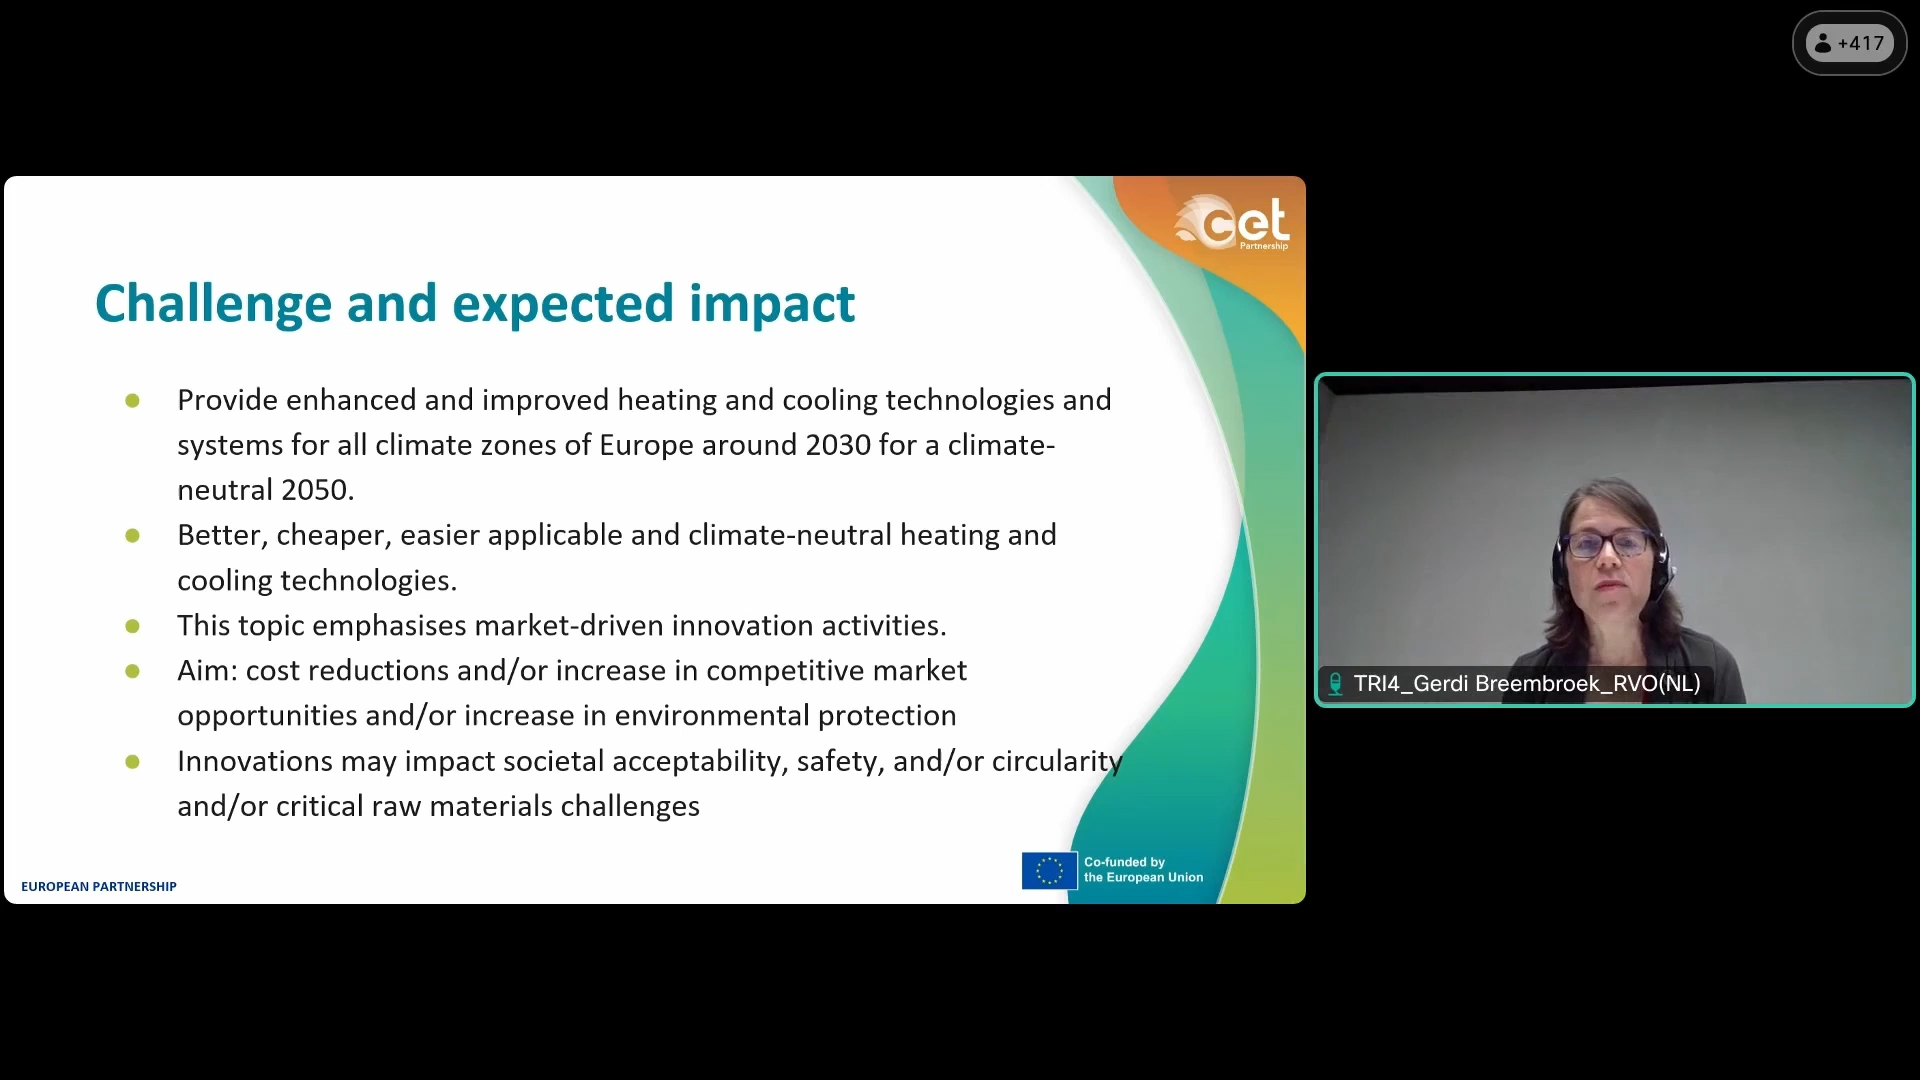 +417
cet
Partnership
Challenge and expected impact
Provide enhanced and improved heating and cooling technologies and
systems for all climate zones of Europe around 2030 for a climate-
neutral 2050.
Better, cheaper, easier applicable and climate-neutral heating and
cooling technologies.
This topic emphasises market-driven innovation activities.
Aim: cost reductions and/or increase in competitive market
opportunities and/or increase in environmental protection
Innovations may impact societal acceptability, safety, and/or circularity
and/or critical raw materials challenges
Co-funded by
the European Union
EUROPEAN PARTNERSHIP
TRI4_Gerdi Breembroek_RVO(NL)